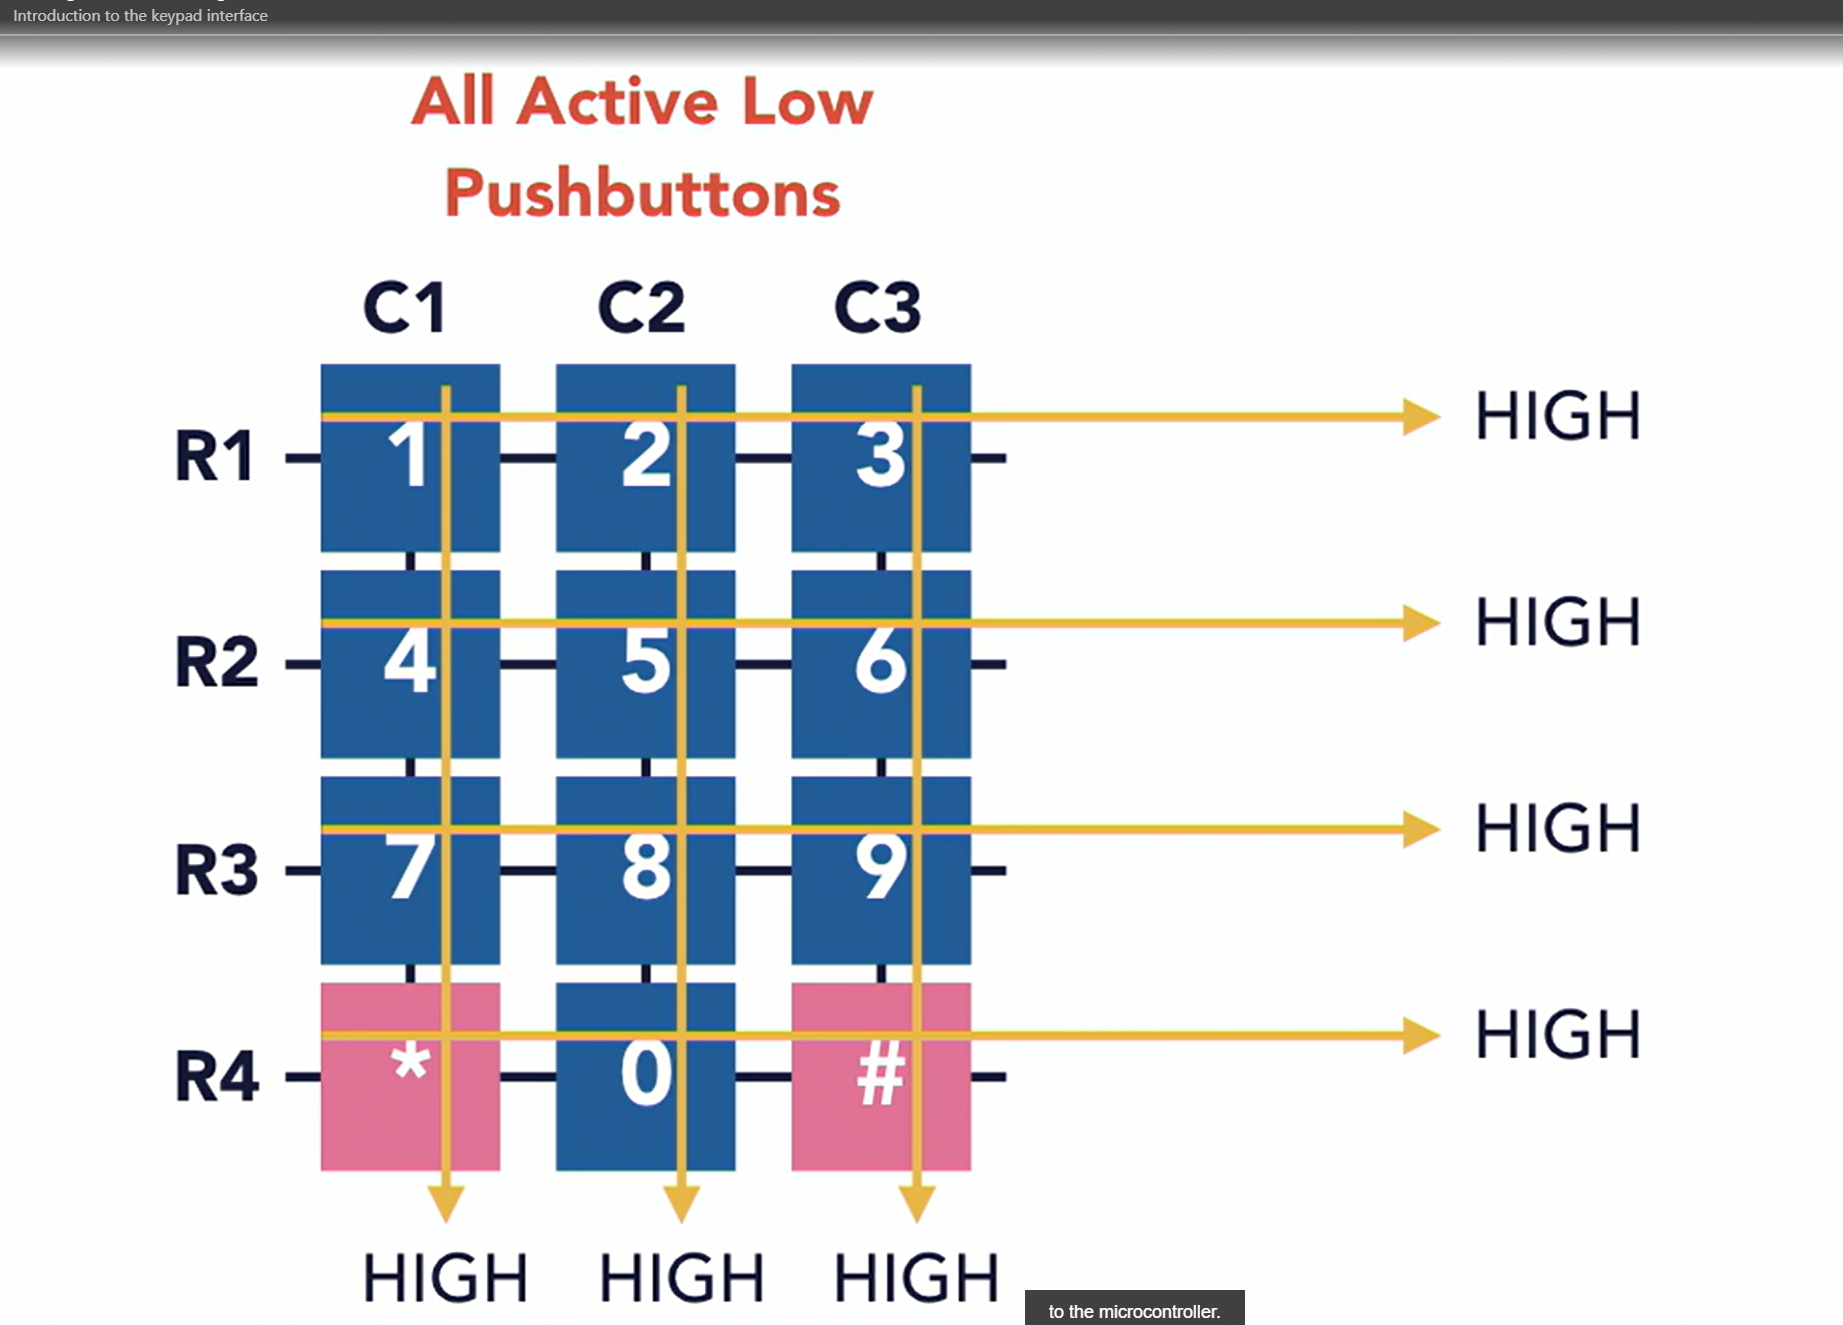 Introduction to the keypad interface
All Active Low
Pushbuttons
C1 C2 C3
R1 1 2 3 HIGH
R2 4 5 6 HIGH
R3 7 8 9 HIGH
R4 * 0 # HIGH
HIGH HIGH HIGH
to the microcontroller.